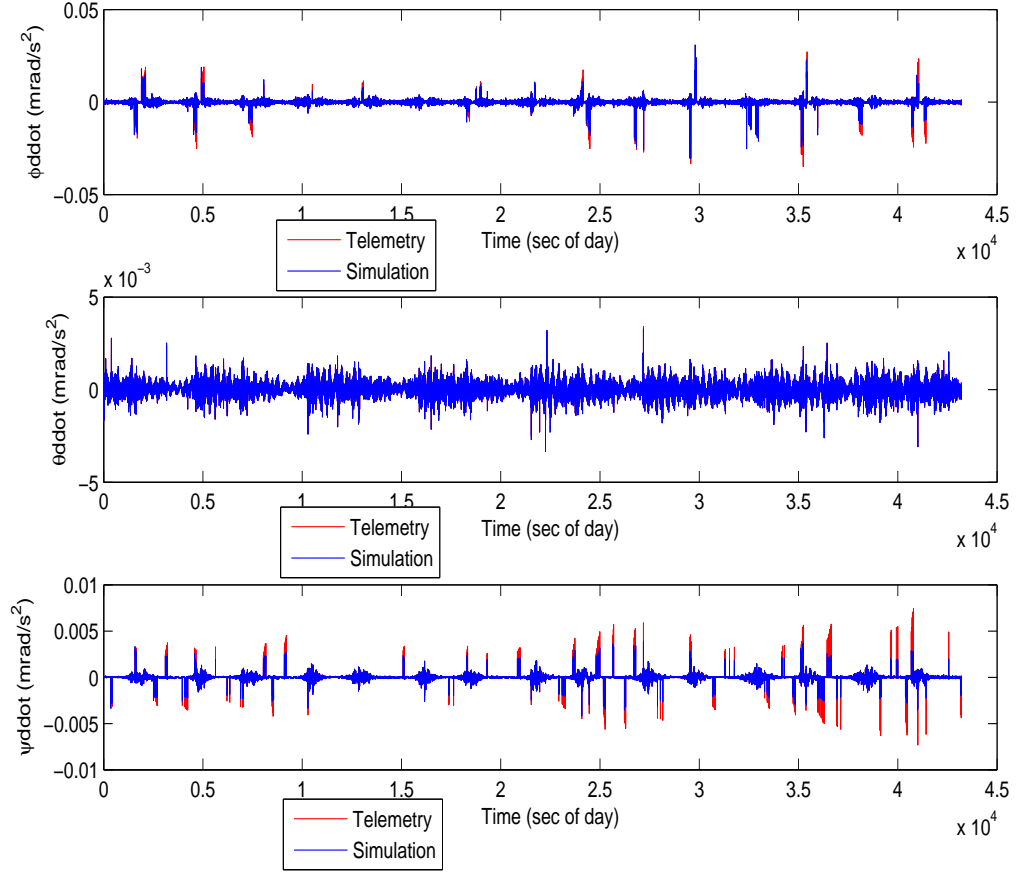 0.05
0
−0.05
φddot (mrad/s²)
0 0.5 1 1.5 2 2.5 3 3.5 4 4.5
Time (sec of day)
x 10⁴
Telemetry
Simulation
x 10⁻³
5
0
−5
θddot (mrad/s²)
0 0.5 1 1.5 2 2.5 3 3.5 4 4.5
Time (sec of day)
x 10⁴
Telemetry
Simulation
0.01
0.005
0
−0.005
−0.01
ψddot (mrad/s²)
0 0.5 1 1.5 2 2.5 3 3.5 4 4.5
Time (sec of day)
x 10⁴
Telemetry
Simulation